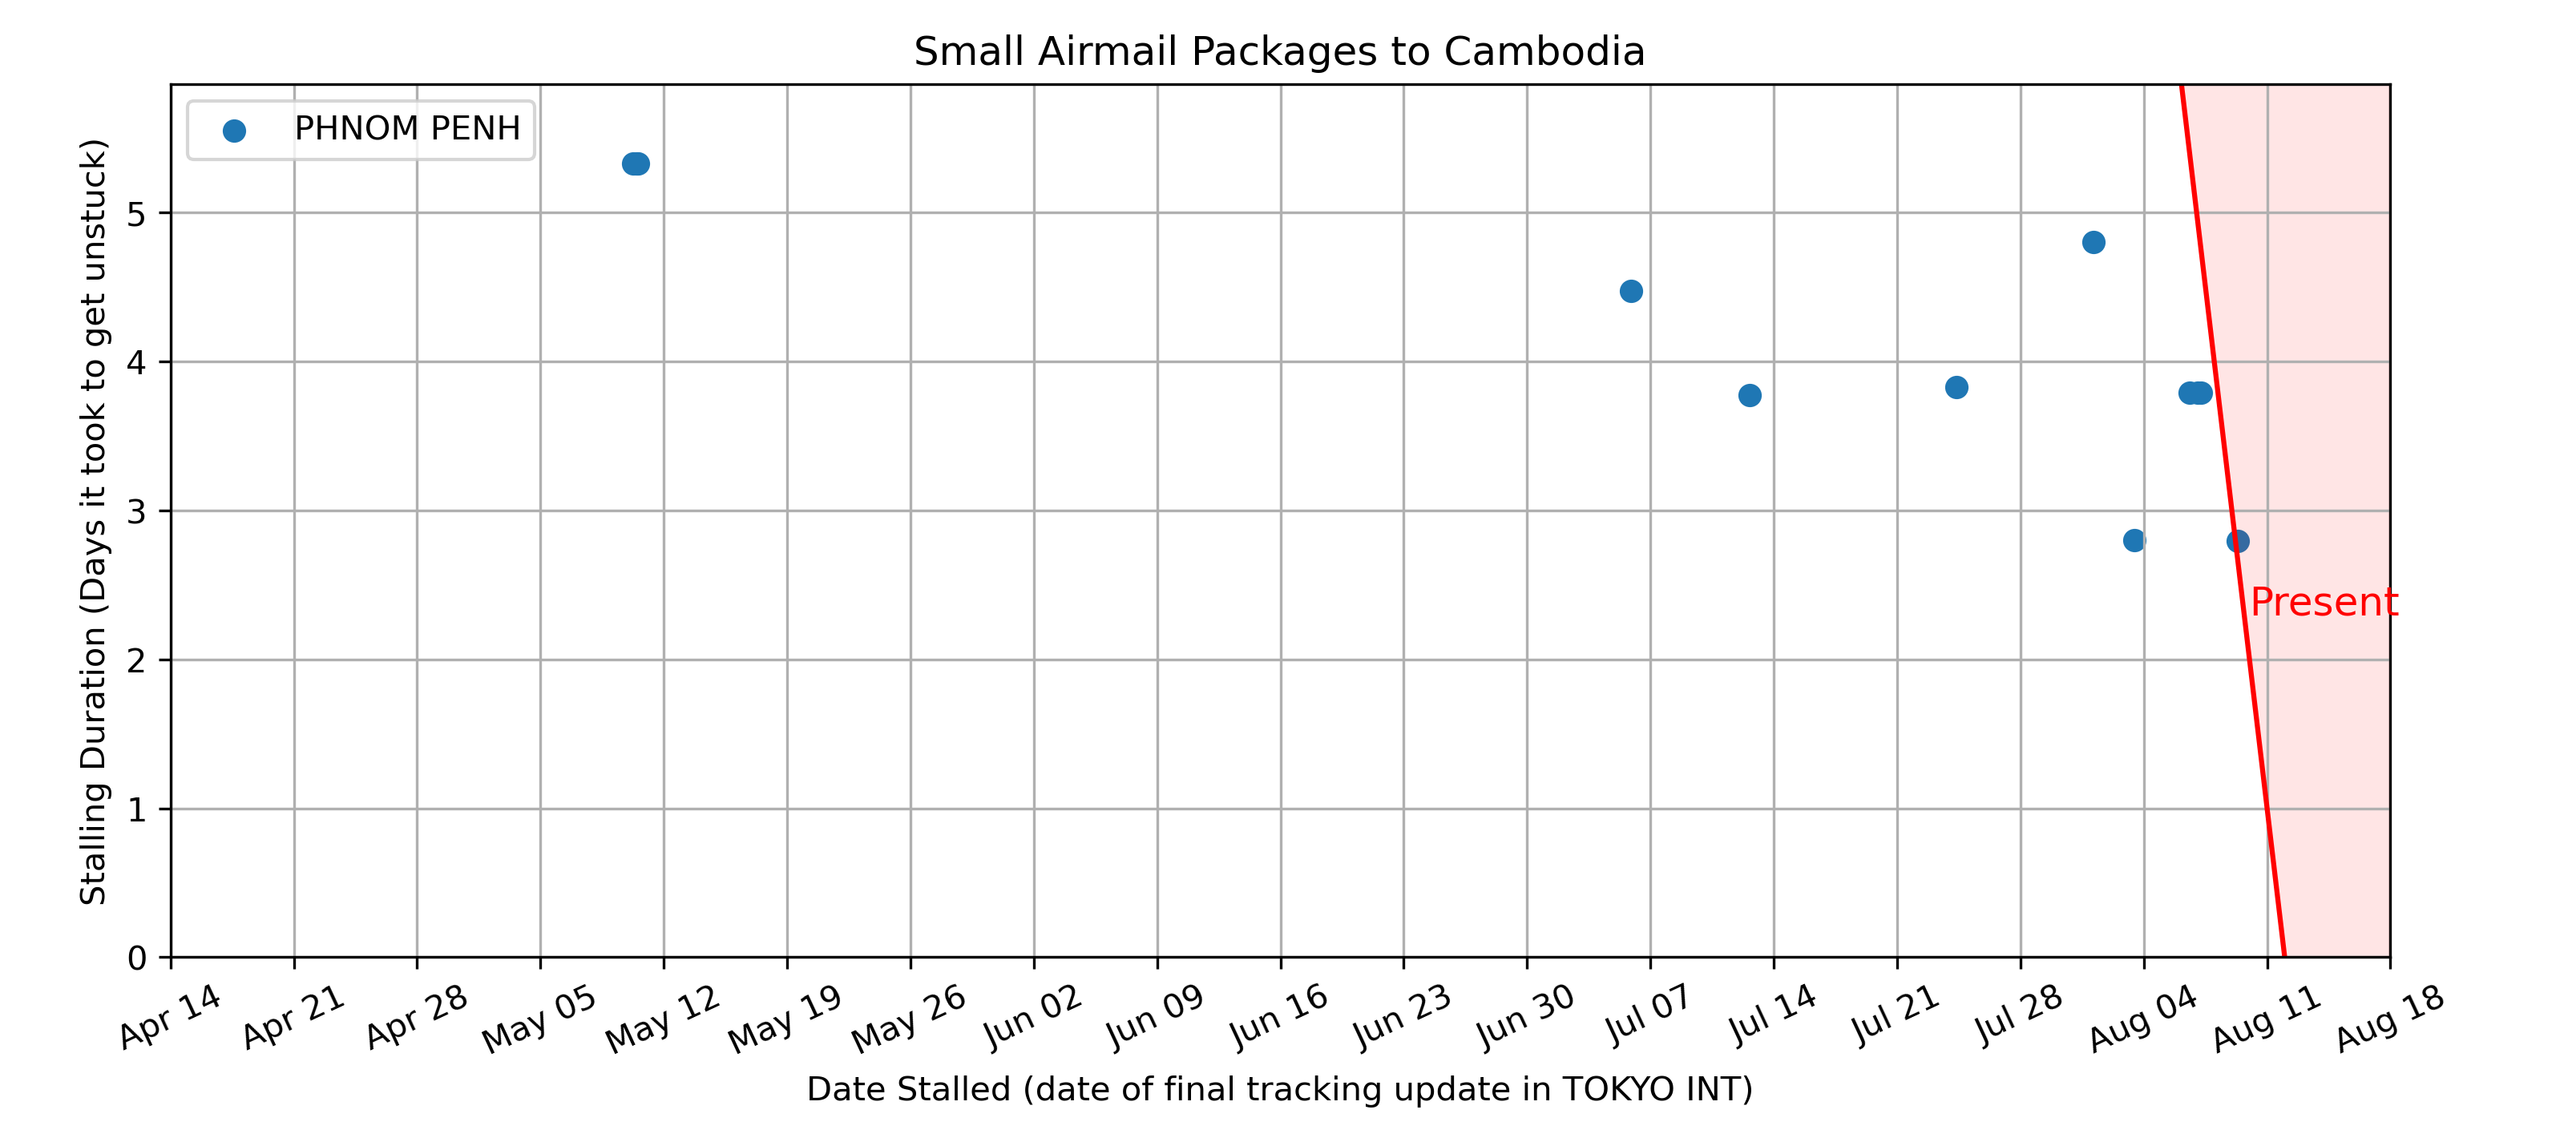 Small Airmail Packages to Cambodia
PHNOM PENH
Stalling Duration (Days it took to get unstuck)
5
4
3
2
1
0
Present
Apr 14 Apr 21 Apr 28 May 05 May 12 May 19 May 26 Jun 02 Jun 09 Jun 16 Jun 23 Jun 30 Jul 07 Jul 14 Jul 21 Jul 28 Aug 04 Aug 11 Aug 18
Date Stalled (date of final tracking update in TOKYO INT)